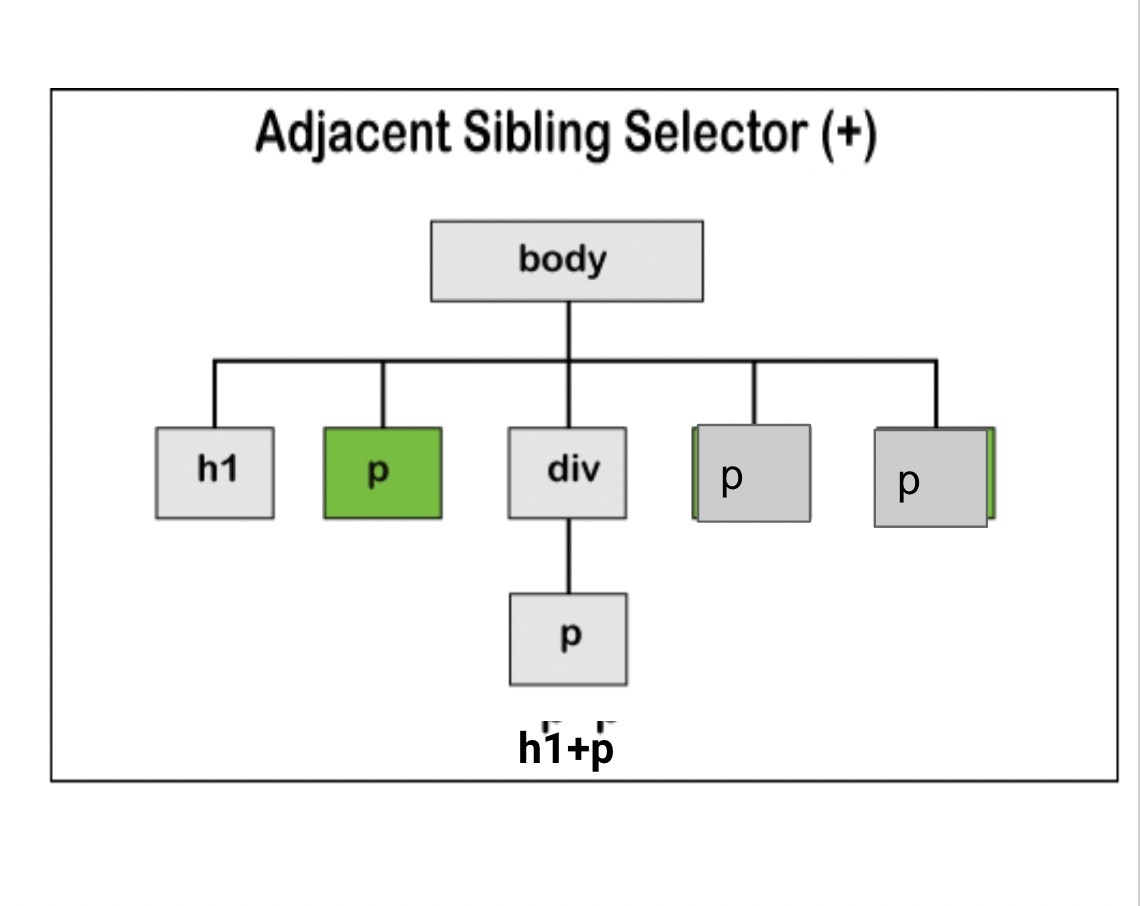 Adjacent Sibling Selector (+)
body
h1 p div p p
p
h1+p